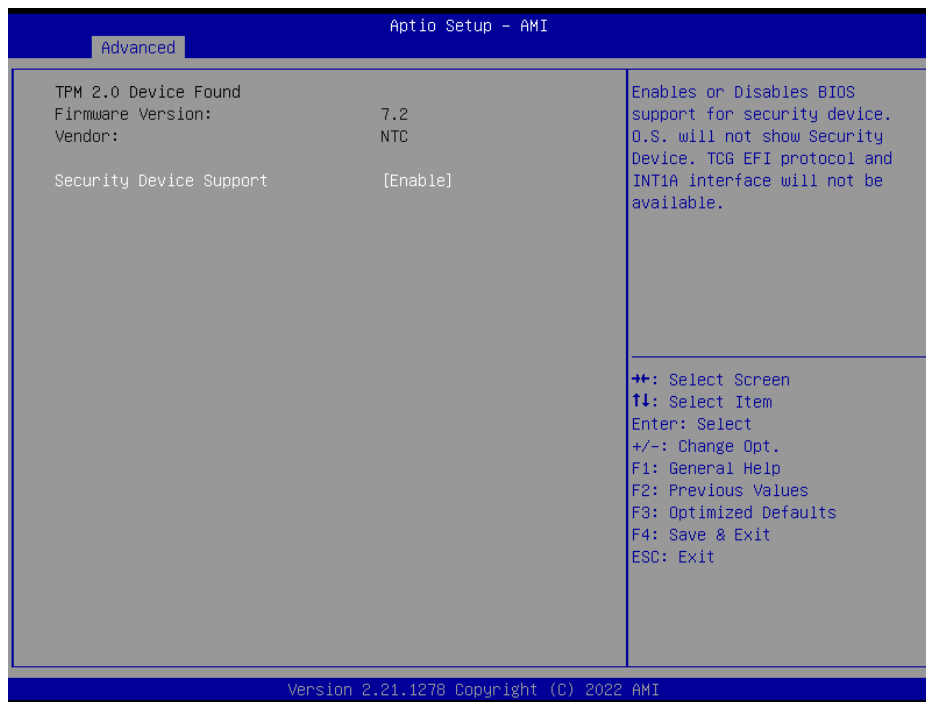 Aptio Setup – AMI
Advanced
TPM 2.0 Device Found
Firmware Version: 7.2
Vendor: NTC
Security Device Support [Enable]
Enables or Disables BIOS
support for security device.
O.S. will not show Security
Device. TCG EFI protocol and
INT1A interface will not be
available.
→←: Select Screen
↑↓: Select Item
Enter: Select
+/-: Change Opt.
F1: General Help
F2: Previous Values
F3: Optimized Defaults
F4: Save & Exit
ESC: Exit
Version 2.21.1278 Copyright (C) 2022 AMI